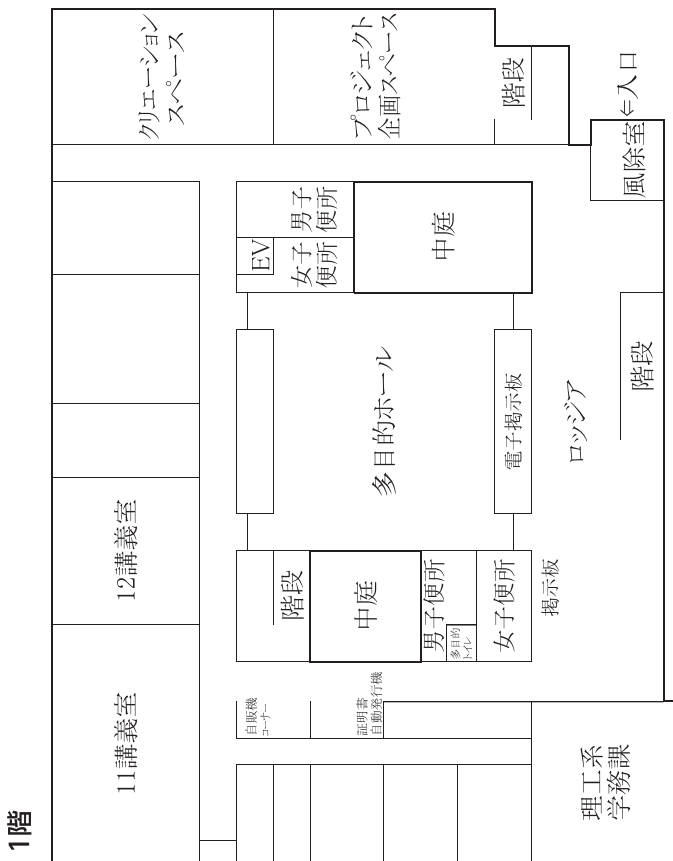 1階
クリエーション
スペース
プロジェクト
企画スペース
階段
⇐入口
風除室
男子
便所
EV
女子
便所
中庭
多目的ホール
電子掲示板
ロッジア
階段
12講義室
階段
中庭
男子便所
多目的
トイレ
女子便所
掲示板
11講義室
自販機
コーナー
証明書
自動発行機
理工系
学務課